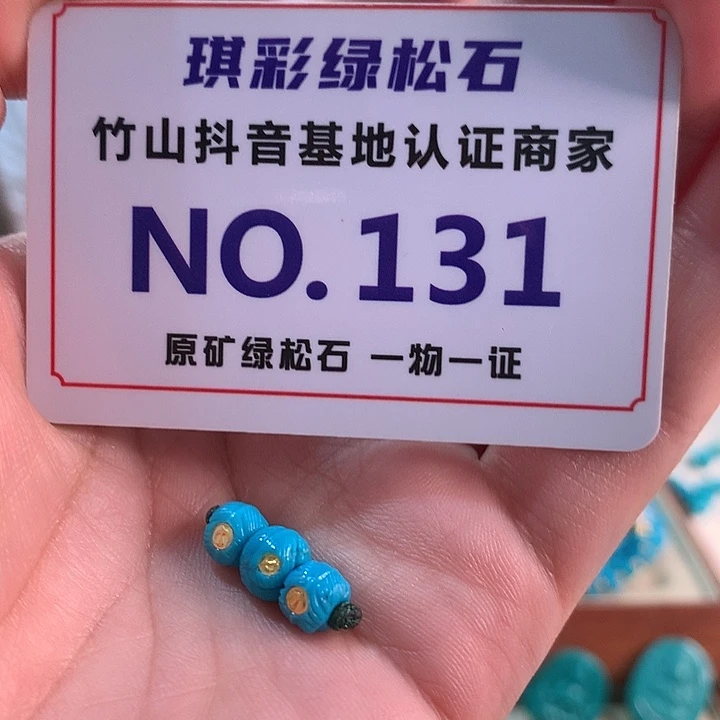 琪彩绿松石
竹山抖音基地认证商家
NO.131
原矿绿松石 一物一证